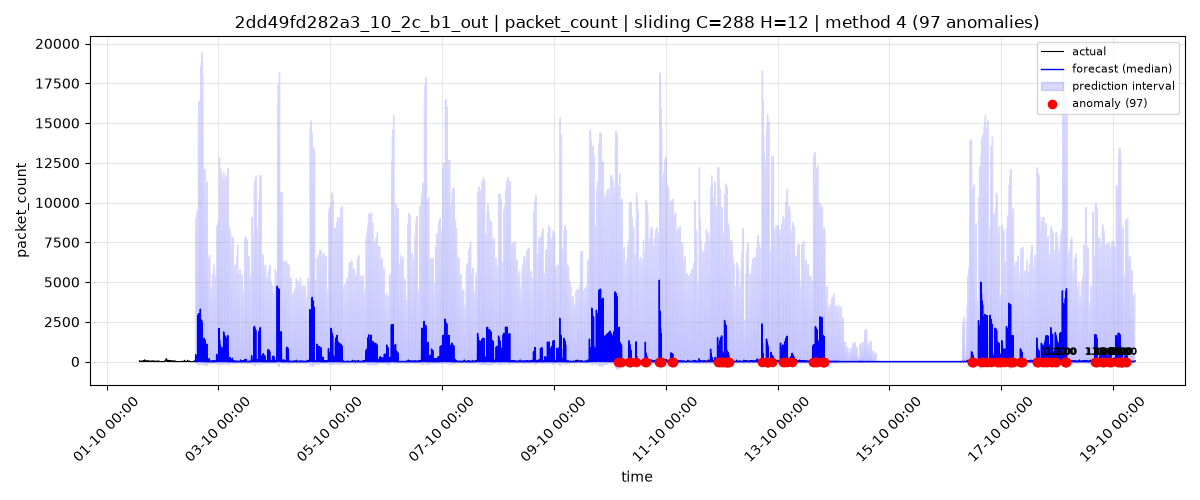 2dd49fd282a3_10_2c_b1_out | packet_count | sliding C=288 H=12 | method 4 (97 anomalies)
packet_count
20000
17500
15000
12500
10000
7500
5000
2500
0
actual
forecast (median)
prediction interval
anomaly (97)
01-10 00:00
03-10 00:00
05-10 00:00
07-10 00:00
09-10 00:00
11-10 00:00
13-10 00:00
15-10 00:00
17-10 00:00
19-10 00:00
time